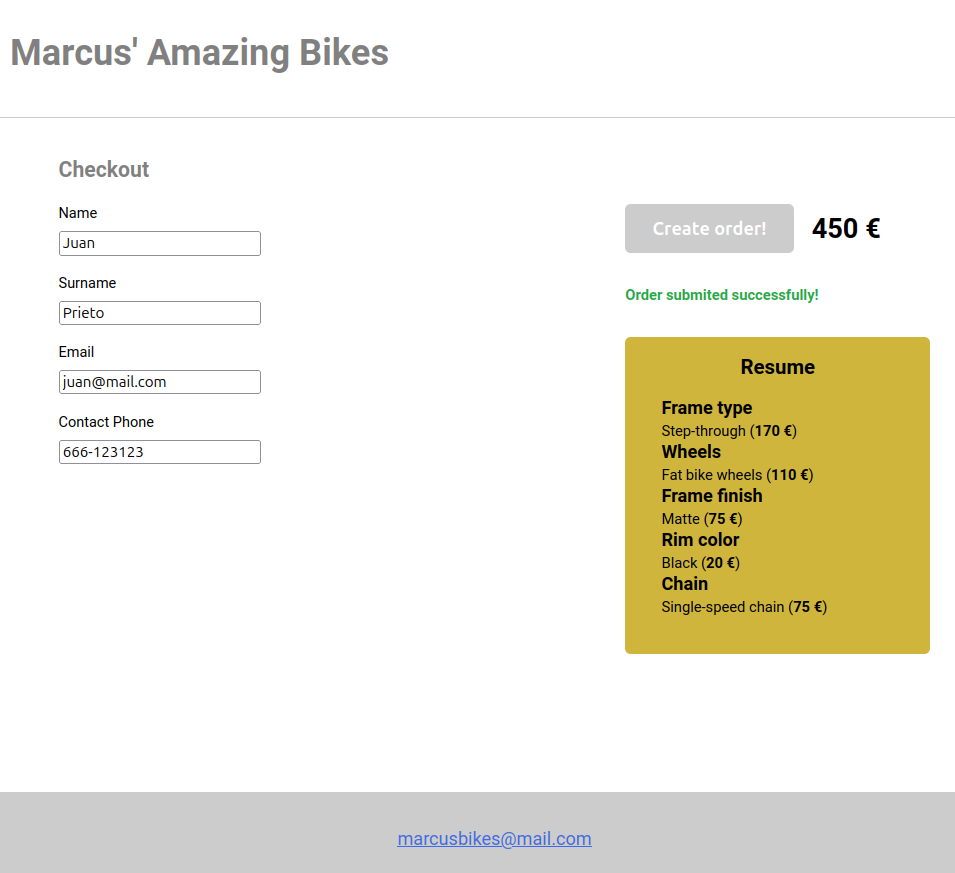 Marcus' Amazing Bikes
Checkout
Name
Juan
Surname
Prieto
Email
juan@mail.com
Contact Phone
666-123123
Create order! 450 €
Order submited successfully!
Resume
Frame type
Step-through (170 €)
Wheels
Fat bike wheels (110 €)
Frame finish
Matte (75 €)
Rim color
Black (20 €)
Chain
Single-speed chain (75 €)
marcusbikes@mail.com